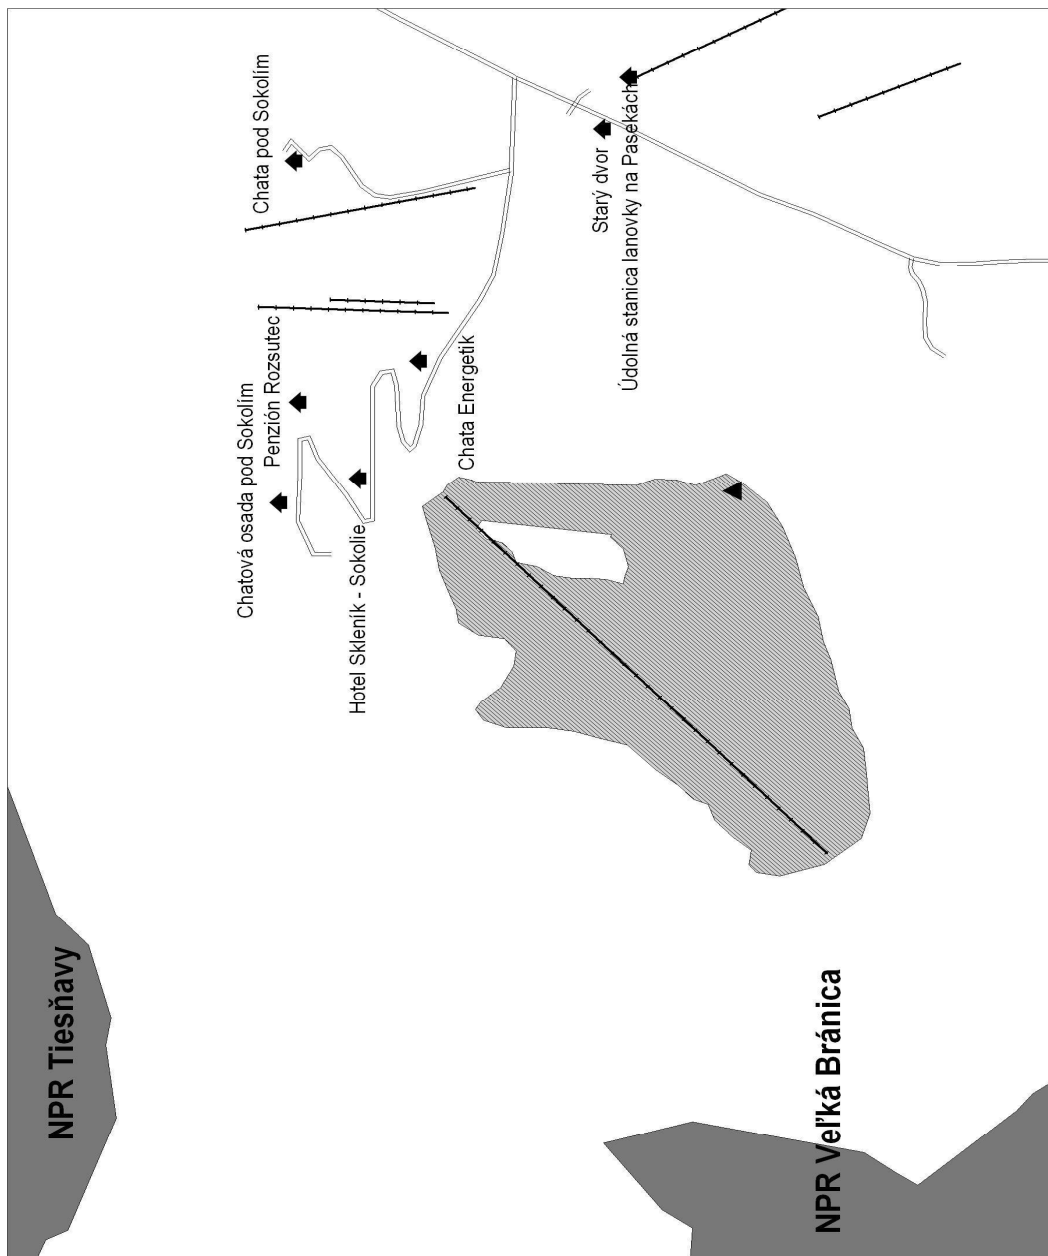 NPR Tiesňavy
Chatová osada pod Sokolím
Chata pod Sokolím
Penzión Rozsutec
Hotel Skleník - Sokolie
Chata Energetik
Starý dvor
Údolná stanica lanovky na Pasekách
NPR Veľká Bránica